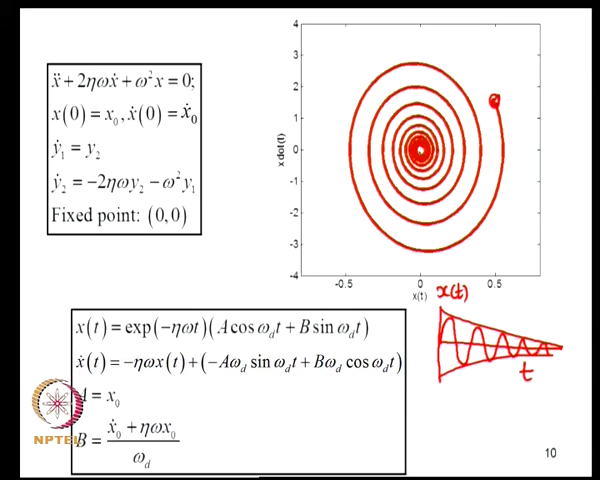 ẍ + 2ηωẋ + ω²x = 0;
x(0) = x₀, ẋ(0) = ẋ₀
ẏ₁ = y₂
ẏ₂ = −2ηωy₂ − ω²y₁
Fixed point: (0,0)
4
3
2
1
0
-1
-2
-3
-4
x dot(t)
-0.5 0 0.5
x(t)
x(t)
t
x(t) = exp(−ηωt)(A cos ω_d t + B sin ω_d t)
ẋ(t) = −ηωx(t) + (−Aω_d sin ω_d t + Bω_d cos ω_d t)
A = x₀
B = (ẋ₀ + ηωx₀) / ω_d
NPTEL
10